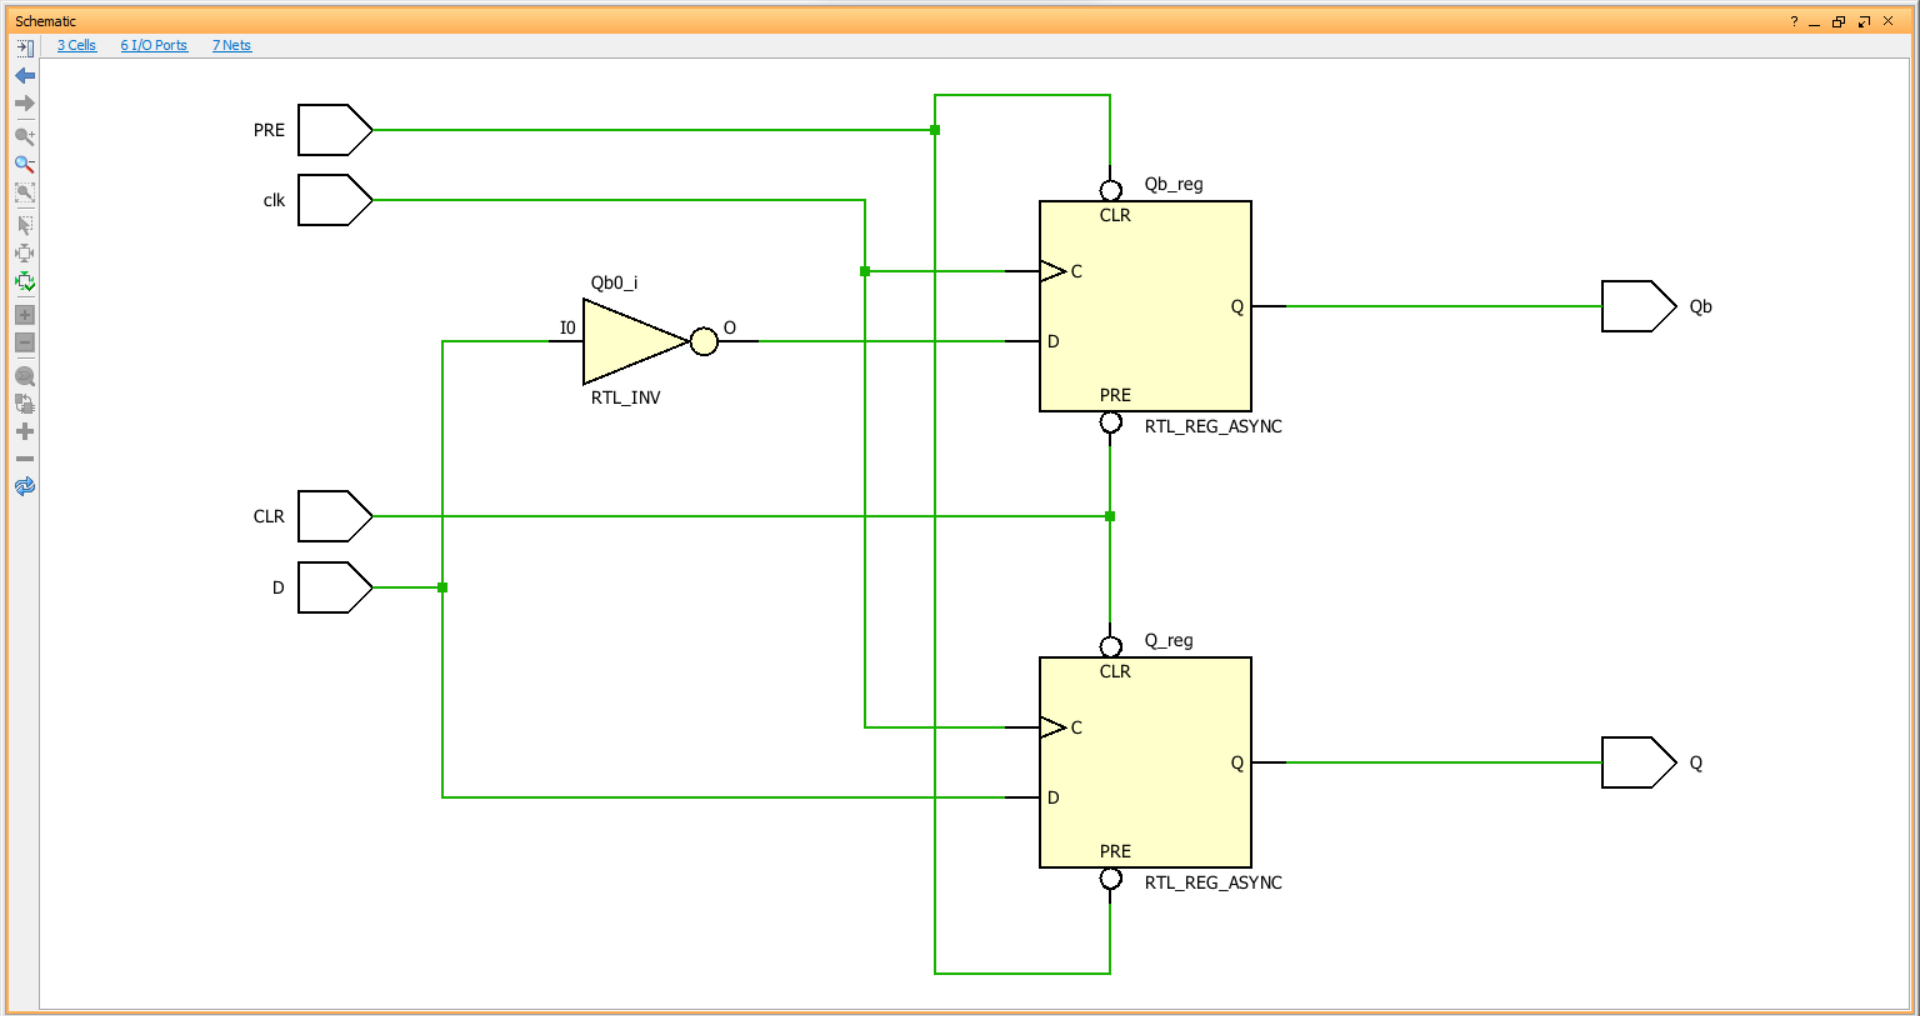 Schematic
?
3 Cells 6 I/O Ports 7 Nets
PRE
clk
Qb_reg
CLR
C
Qb0_i
I0
O
Q
Qb
D
RTL_INV
PRE
RTL_REG_ASYNC
CLR
D
Q_reg
CLR
C
Q
Q
D
PRE
RTL_REG_ASYNC